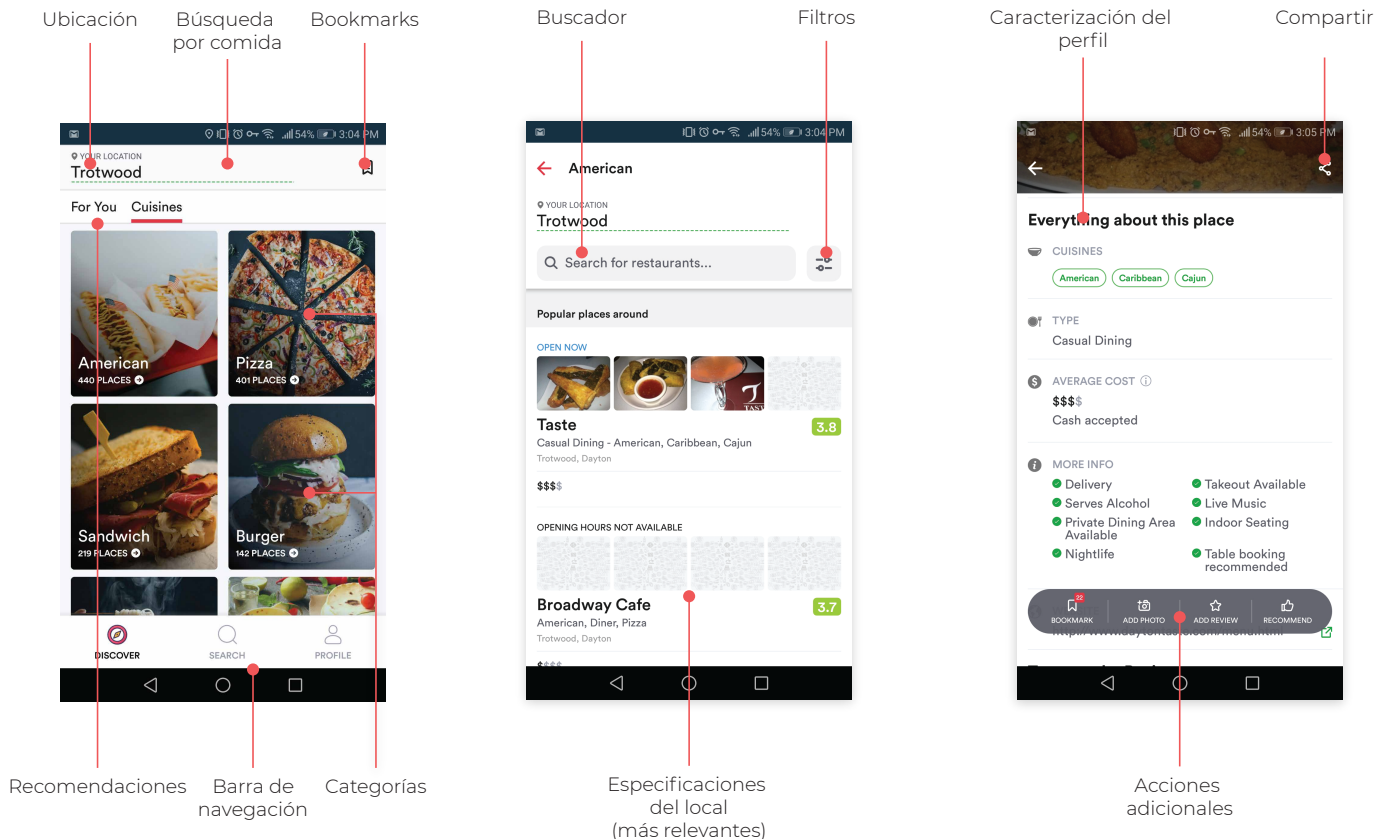 Ubicación
Búsqueda
por comida
Bookmarks
54% 3:04 PM
YOUR LOCATION
Trotwood
For You Cuisines
American
440 PLACES
Pizza
401 PLACES
Sandwich
219 PLACES
Burger
142 PLACES
DISCOVER SEARCH PROFILE
Recomendaciones
Barra de
navegación
Categorías
Buscador
Filtros
54% 3:04 PM
American
YOUR LOCATION
Trotwood
Search for restaurants...
Popular places around
OPEN NOW
TAST
Taste 3.8
Casual Dining - American, Caribbean, Cajun
Trotwood, Dayton
$$$$
OPENING HOURS NOT AVAILABLE
Broadway Cafe 3.7
American, Diner, Pizza
Trotwood, Dayton
$$$$
Especificaciones
del local
(más relevantes)
Caracterización del
perfil
Compartir
54% 3:05 PM
Everything about this place
CUISINES
American Caribbean Cajun
TYPE
Casual Dining
AVERAGE COST
$$$$
Cash accepted
MORE INFO
Delivery Takeout Available
Serves Alcohol Live Music
Private Dining Area
Available
Indoor Seating
Nightlife
Table booking
recommended
22
BOOKMARK ADD PHOTO ADD REVIEW RECOMMEND
Acciones
adicionales